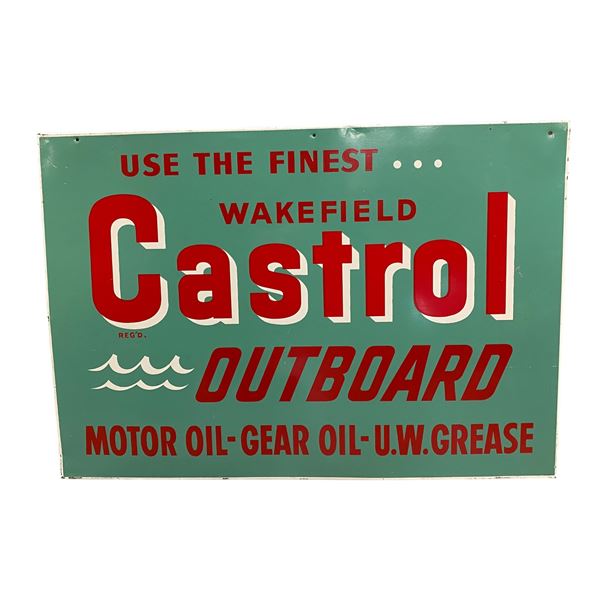 USE THE FINEST ...
WAKEFIELD
Castrol
REG'D.
OUTBOARD
MOTOR OIL-GEAR OIL-U.W.GREASE